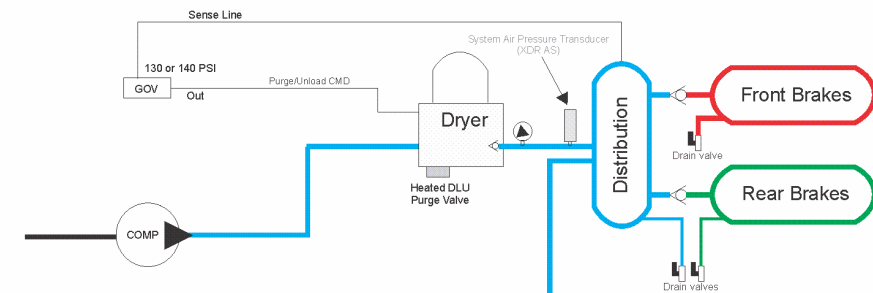 Sense Line
System Air Pressure Transducer
(XDR AS)
130 or 140 PSI
GOV
Purge/Unload CMD
Out
Dryer
Distribution
Front Brakes
Drain valve
Heated DLU
Purge Valve
Rear Brakes
COMP
Drain valves